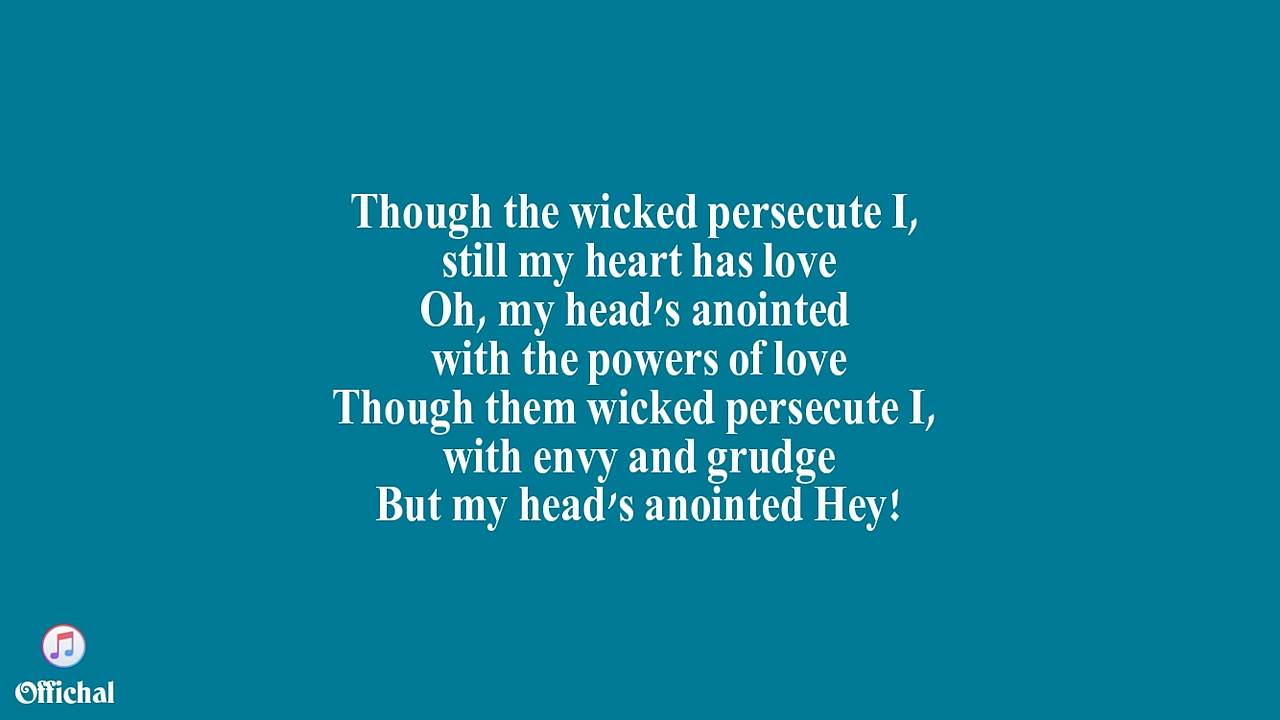 Though the wicked persecute I,
still my heart has love
Oh, my head's anointed
with the powers of love
Though them wicked persecute I,
with envy and grudge
But my head's anointed Hey!
Offichal